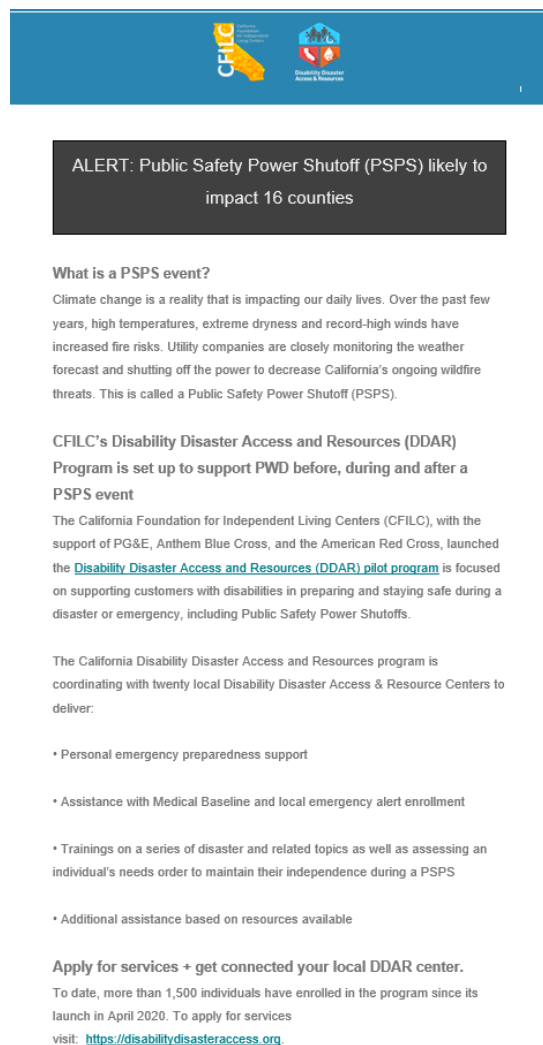 CFILC
California
Foundation
for Independent
Living Centers
Disability Disaster
Access & Resources
ALERT: Public Safety Power Shutoff (PSPS) likely to
impact 16 counties
What is a PSPS event?
Climate change is a reality that is impacting our daily lives. Over the past few
years, high temperatures, extreme dryness and record-high winds have
increased fire risks. Utility companies are closely monitoring the weather
forecast and shutting off the power to decrease California's ongoing wildfire
threats. This is called a Public Safety Power Shutoff (PSPS).
CFILC's Disability Disaster Access and Resources (DDAR)
Program is set up to support PWD before, during and after a
PSPS event
The California Foundation for Independent Living Centers (CFILC), with the
support of PG&E, Anthem Blue Cross, and the American Red Cross, launched
the Disability Disaster Access and Resources (DDAR) pilot program is focused
on supporting customers with disabilities in preparing and staying safe during a
disaster or emergency, including Public Safety Power Shutoffs.
The California Disability Disaster Access and Resources program is
coordinating with twenty local Disability Disaster Access & Resource Centers to
deliver:
• Personal emergency preparedness support
• Assistance with Medical Baseline and local emergency alert enrollment
• Trainings on a series of disaster and related topics as well as assessing an
individual's needs order to maintain their independence during a PSPS
• Additional assistance based on resources available
Apply for services + get connected your local DDAR center.
To date, more than 1,500 individuals have enrolled in the program since its
launch in April 2020. To apply for services
visit: https://disabilitydisasteraccess.org.